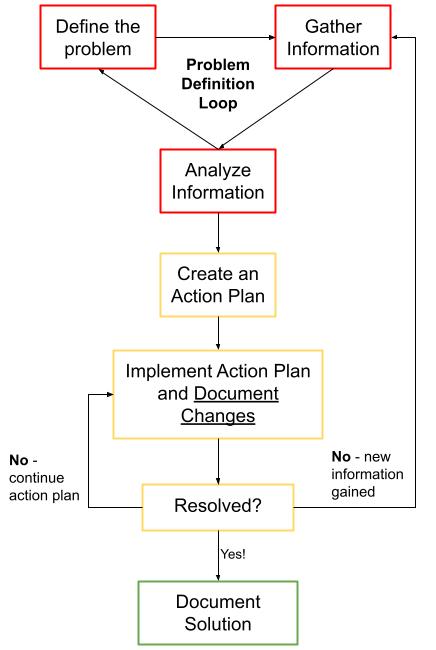 Define the
problem
Gather
Information
Problem
Definition
Loop
Analyze
Information
Create an
Action Plan
Implement Action Plan
and Document
Changes
No -
continue
action plan
No - new
information
gained
Resolved?
Yes!
Document
Solution